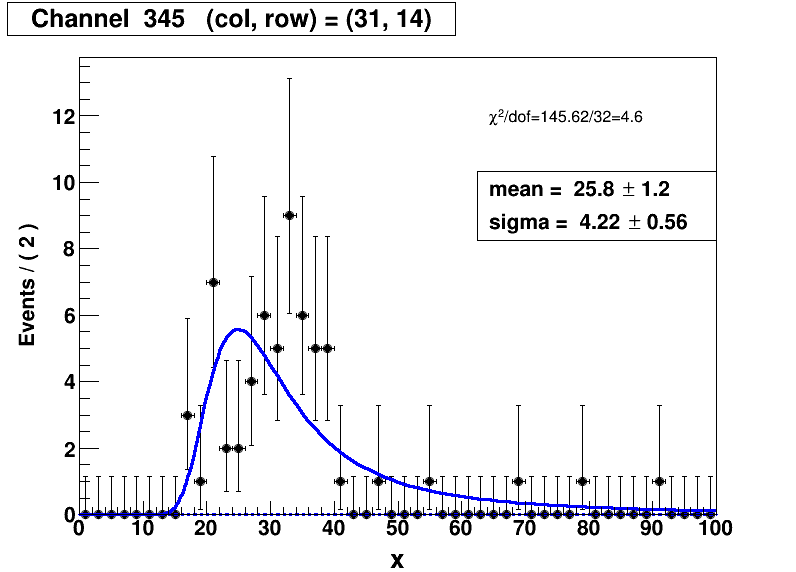 Channel 345 (col, row) = (31, 14)
χ²/dof=145.62/32=4.6
mean = 25.8 ± 1.2
sigma = 4.22 ± 0.56
Events / ( 2 )
12
10
8
6
4
2
0
0 10 20 30 40 50 60 70 80 90 100
x